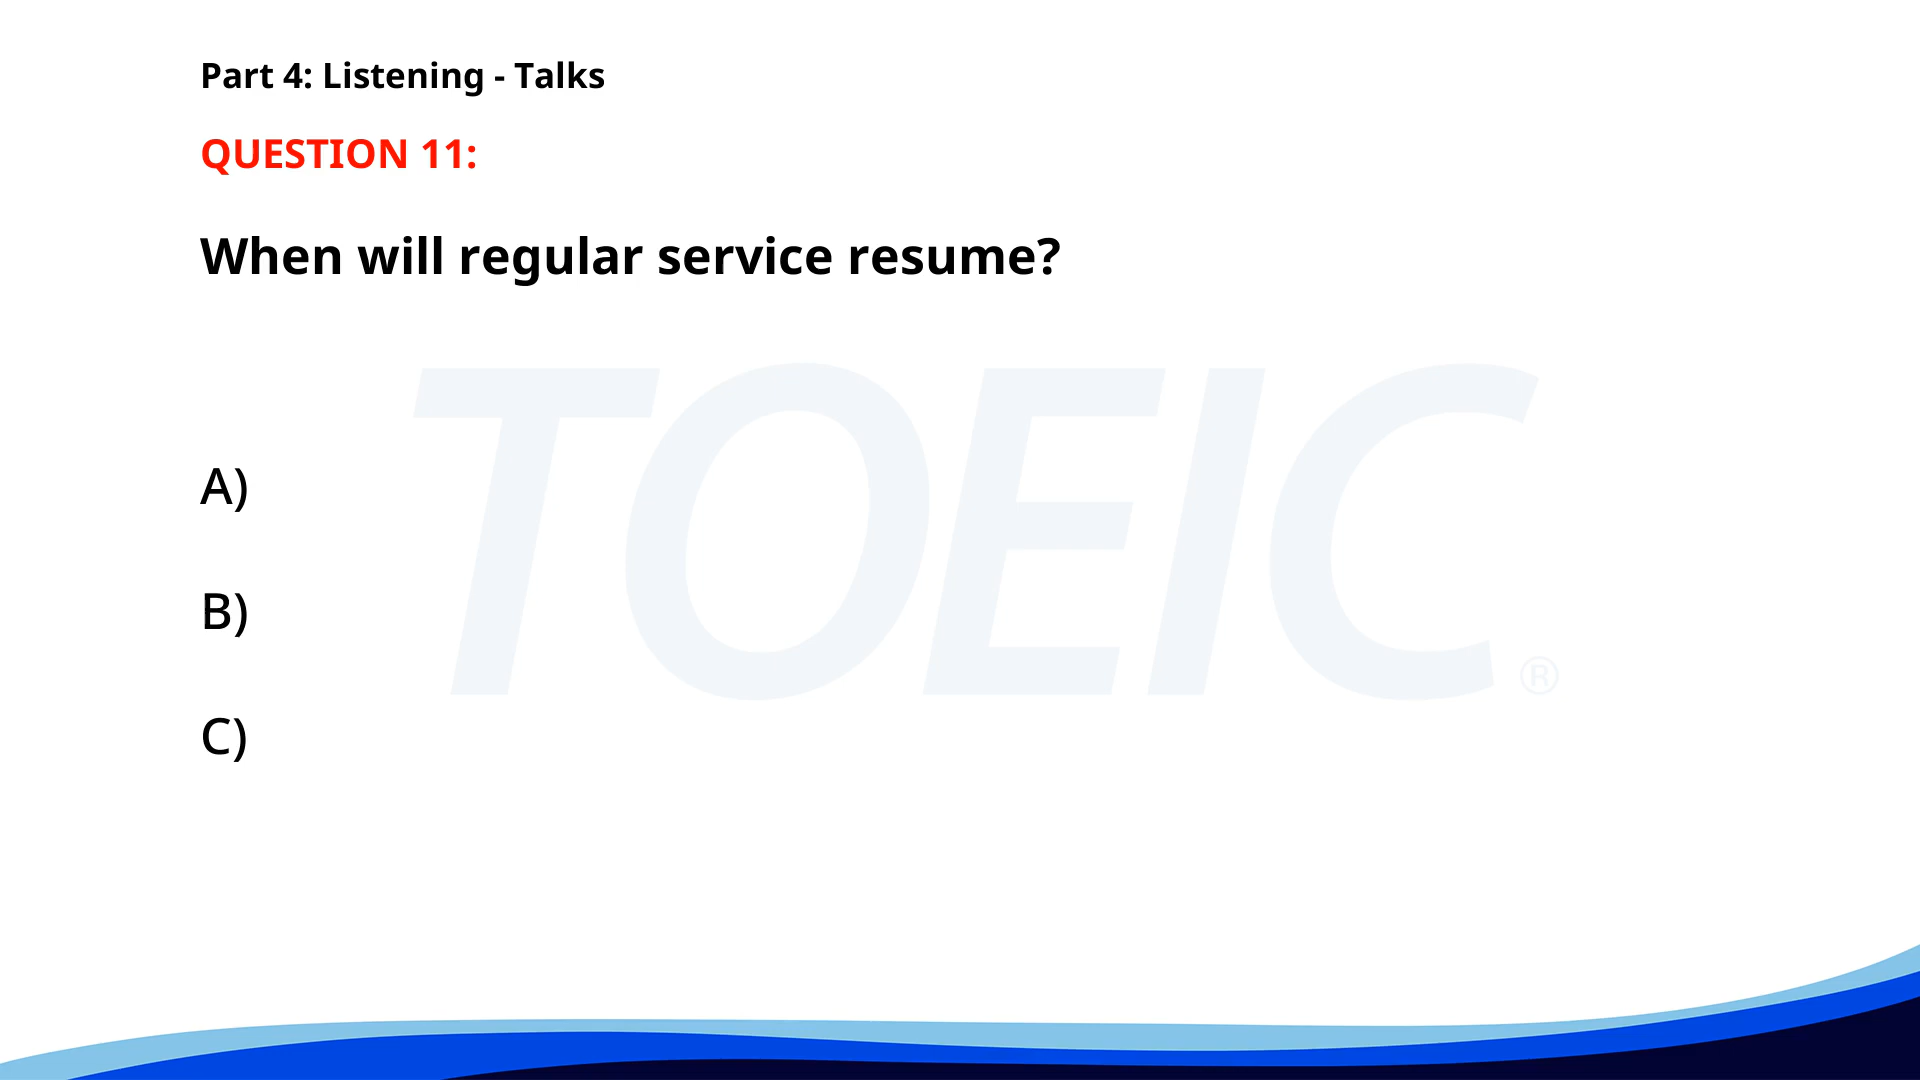 Part 4: Listening - Talks
QUESTION 11:
When will regular service resume?
TOEIC®
A)
B)
C)